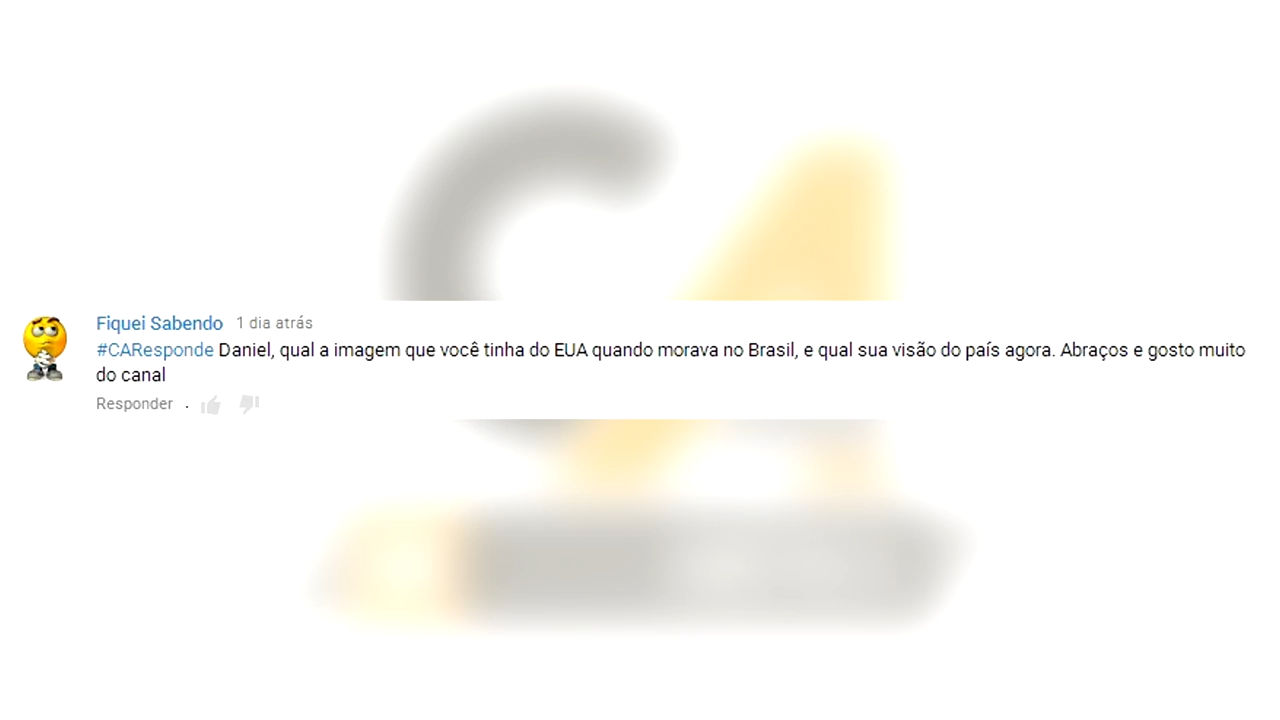 Fiquei Sabendo 1 dia atrás
#CAResponde Daniel, qual a imagem que você tinha do EUA quando morava no Brasil, e qual sua visão do país agora. Abraços e gosto muito
do canal
Responder .